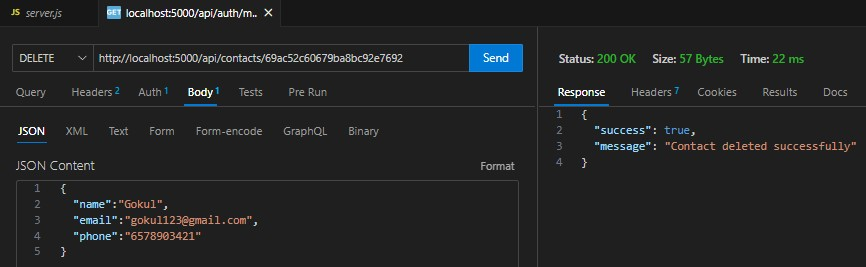 JS server.js GET localhost:5000/api/auth/m.. ✕
DELETE http://localhost:5000/api/contacts/69ac52c60679ba8bc92e7692 Send
Query Headers 2 Auth 1 Body 1 Tests Pre Run
JSON XML Text Form Form-encode GraphQL Binary
JSON Content Format
1 {
2 "name":"Gokul",
3 "email":"gokul123@gmail.com",
4 "phone":"6578903421"
5 }
Status: 200 OK Size: 57 Bytes Time: 22 ms
Response Headers 7 Cookies Results Docs
1 {
2 "success": true,
3 "message": "Contact deleted successfully"
4 }